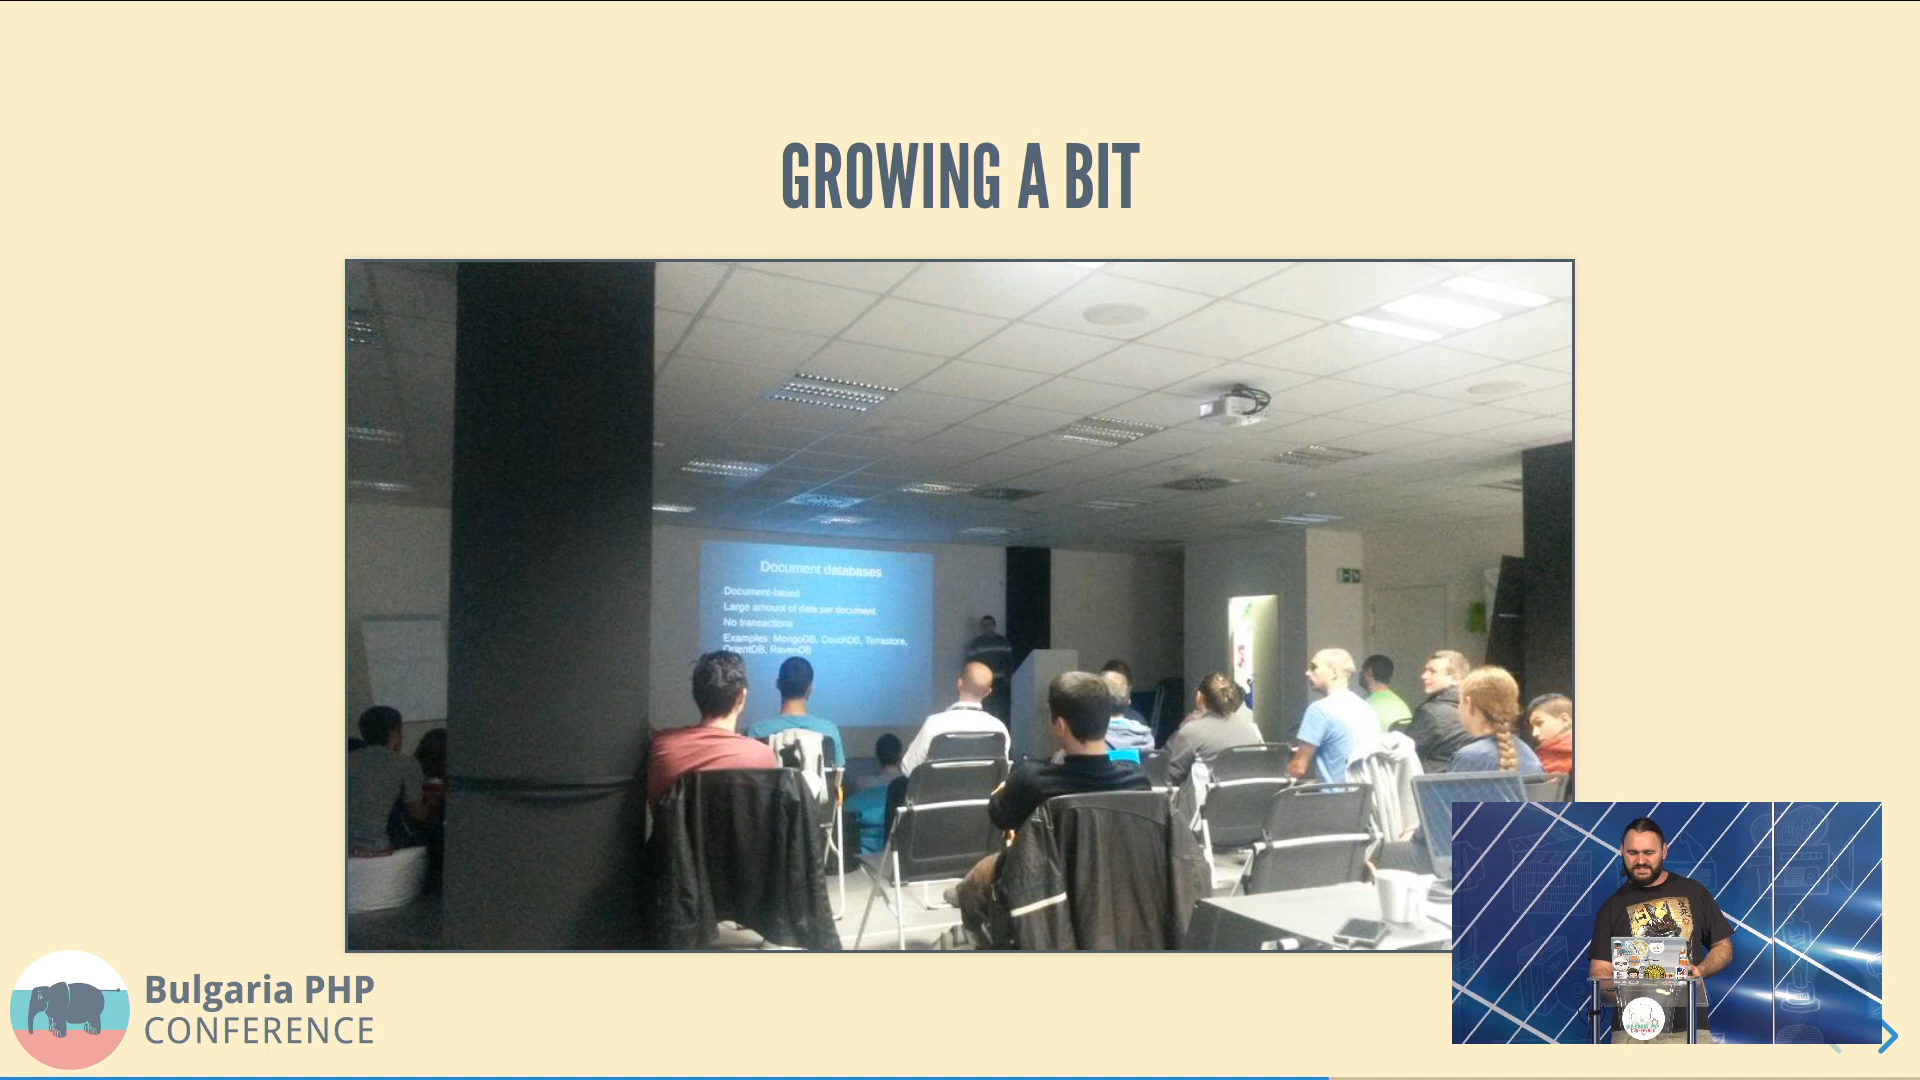 GROWING A BIT
Document databases
Document-based
Large amount of data per document
No transactions
Examples: MongoDB, CouchDB, Terrastore,
OrientDB, RavenDB
Bulgaria PHP
CONFERENCE